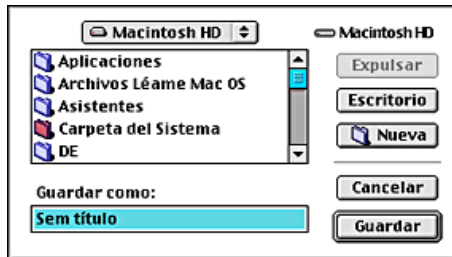 Macintosh HD
Macintosh HD
Aplicaciones
Archivos Léame Mac OS
Asistentes
Carpeta del Sistema
DE
Expulsar
Escritorio
Nueva
Guardar como:
Sem título
Cancelar
Guardar